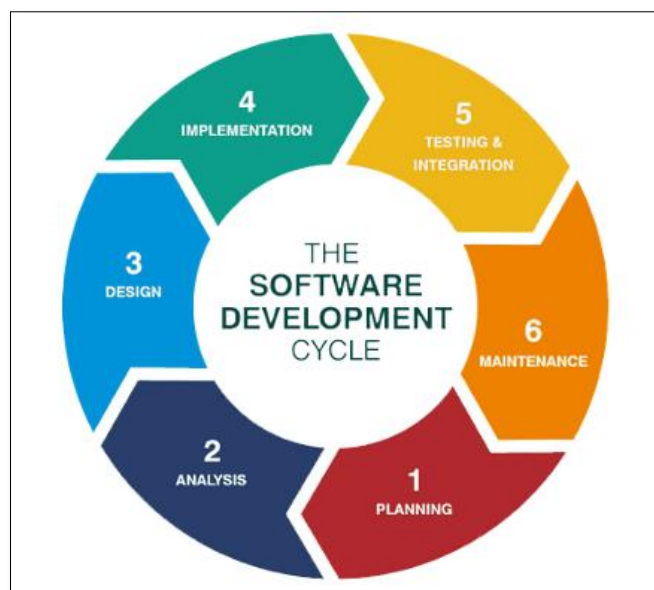 THE
SOFTWARE
DEVELOPMENT
CYCLE
1
PLANNING
2
ANALYSIS
3
DESIGN
4
IMPLEMENTATION
5
TESTING &
INTEGRATION
6
MAINTENANCE